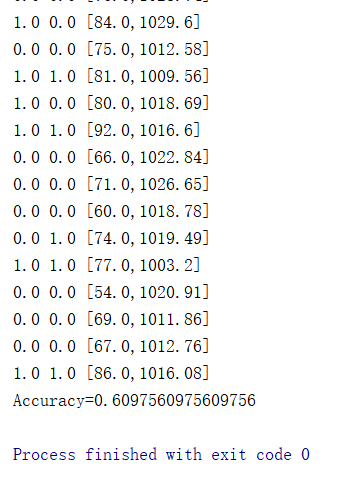 1.0 0.0 [84.0,1029.6]
0.0 0.0 [75.0,1012.58]
1.0 1.0 [81.0,1009.56]
1.0 0.0 [80.0,1018.69]
1.0 1.0 [92.0,1016.6]
0.0 0.0 [66.0,1022.84]
0.0 0.0 [71.0,1026.65]
0.0 0.0 [60.0,1018.78]
0.0 1.0 [74.0,1019.49]
1.0 1.0 [77.0,1003.2]
0.0 0.0 [54.0,1020.91]
0.0 0.0 [69.0,1011.86]
0.0 0.0 [67.0,1012.76]
1.0 1.0 [86.0,1016.08]
Accuracy=0.6097560975609756
Process finished with exit code 0